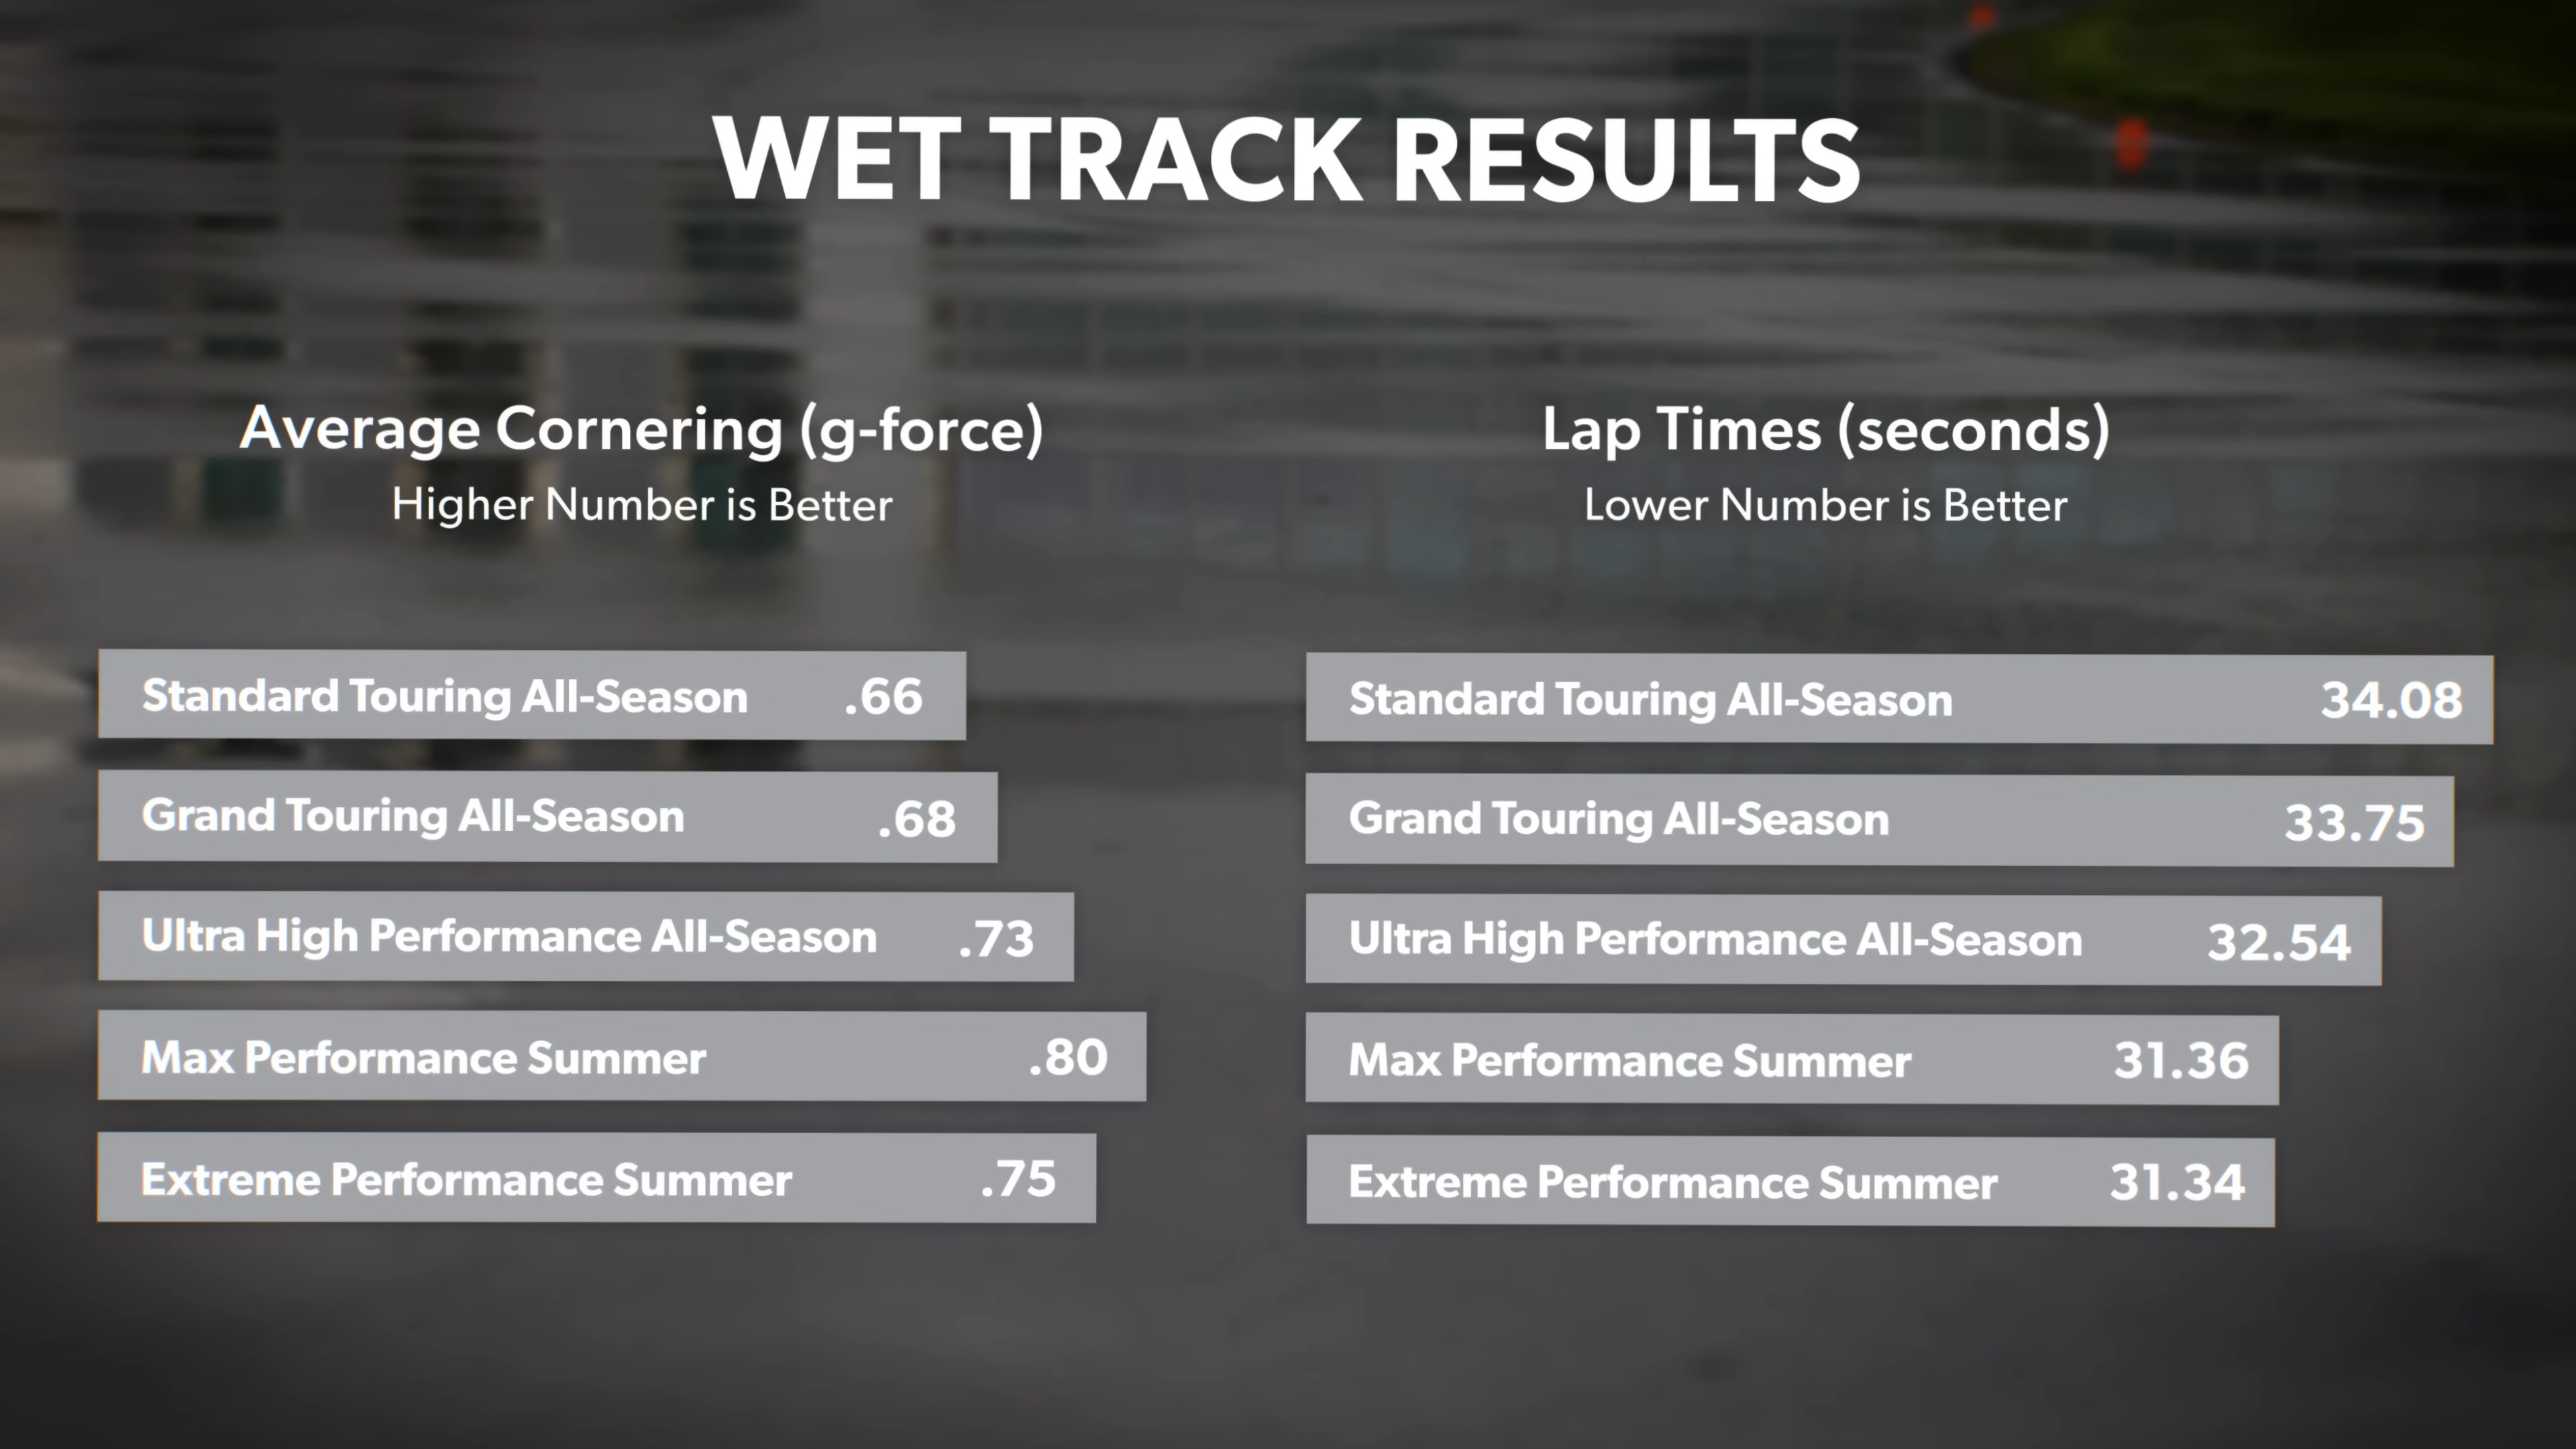 WET TRACK RESULTS
Average Cornering (g-force)
Higher Number is Better
Standard Touring All-Season .66
Grand Touring All-Season .68
Ultra High Performance All-Season .73
Max Performance Summer .80
Extreme Performance Summer .75
Lap Times (seconds)
Lower Number is Better
Standard Touring All-Season 34.08
Grand Touring All-Season 33.75
Ultra High Performance All-Season 32.54
Max Performance Summer 31.36
Extreme Performance Summer 31.34